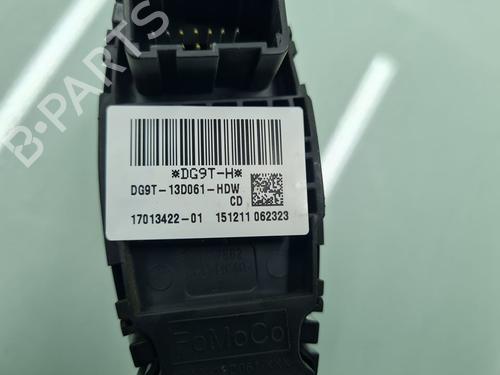 B-PARTS
*DG9T-H*
DG9T-13D061-HDW
CD
17013422-01 151211 062323
FoMoCo